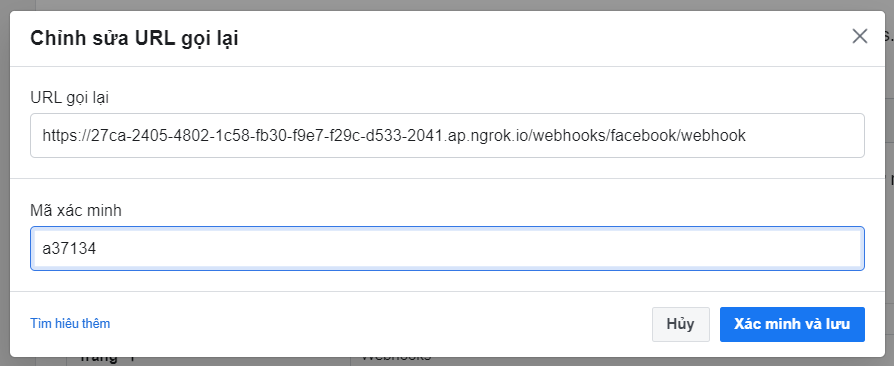 Chỉnh sửa URL gọi lại
URL gọi lại
https://27ca-2405-4802-1c58-fb30-f9e7-f29c-d533-2041.ap.ngrok.io/webhooks/facebook/webhook
Mã xác minh
a37134
Tìm hiểu thêm
Hủy
Xác minh và lưu
Webhooks